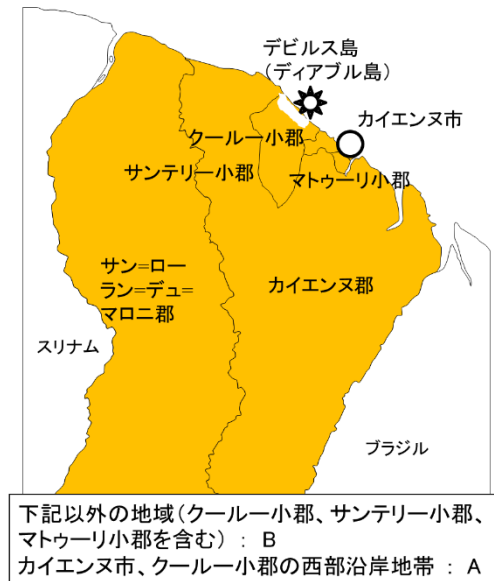 デビルス島
(ディアブル島)
カイエンヌ市
クールー小郡
サンテリー小郡
マトゥーリ小郡
サン=ロー
ラン=デュ=
マロニ郡
カイエンヌ郡
スリナム
ブラジル
下記以外の地域(クールー小郡、サンテリー小郡、
マトゥーリ小郡を含む) : B
カイエンヌ市、クールー小郡の西部沿岸地帯 : A